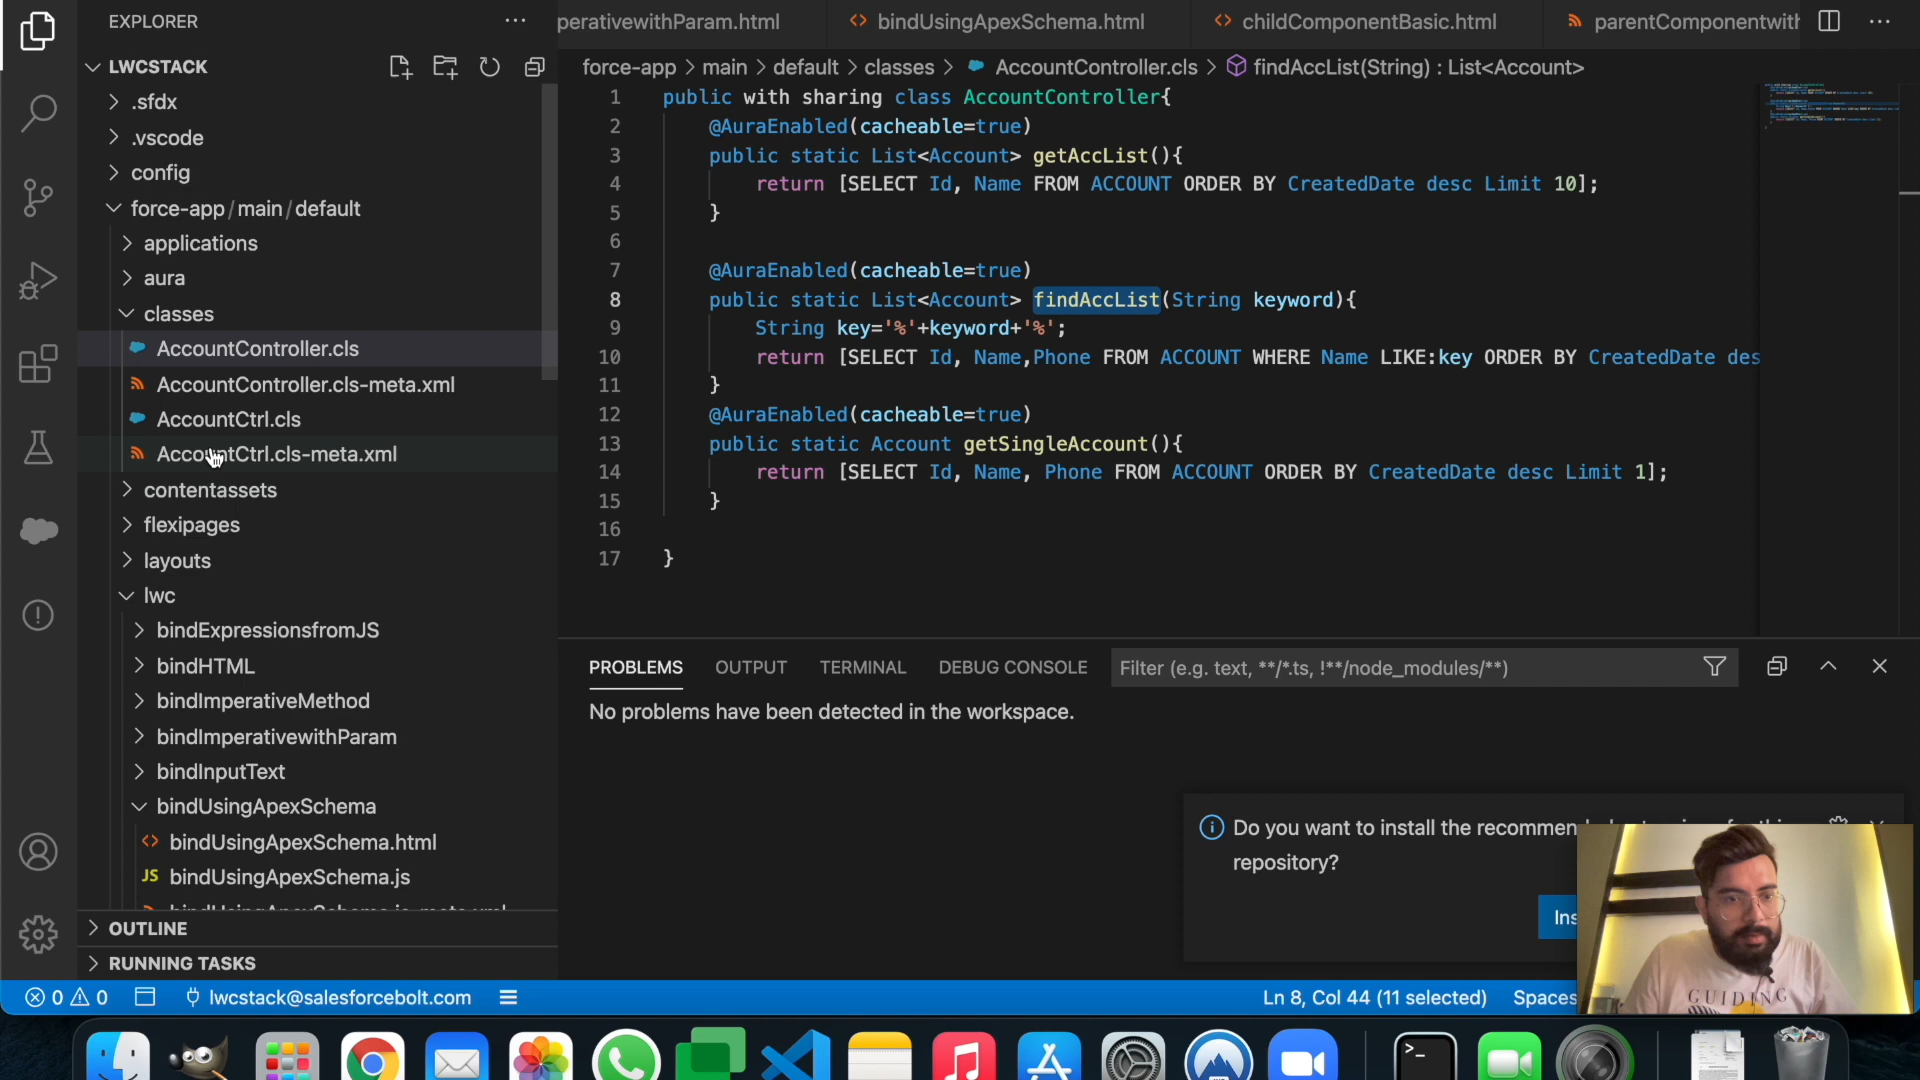 EXPLORER
LWCSTACK
.sfdx
.vscode
config
force-app / main / default
applications
aura
classes
AccountController.cls
AccountController.cls-meta.xml
AccountCtrl.cls
AccountCtrl.cls-meta.xml
contentassets
flexipages
layouts
lwc
bindExpressionsfromJS
bindHTML
bindImperativeMethod
bindImperativewithParam
bindInputText
bindUsingApexSchema
bindUsingApexSchema.html
bindUsingApexSchema.js
OUTLINE
RUNNING TASKS
perativewithParam.html
bindUsingApexSchema.html
childComponentBasic.html
parentComponentwith
force-app > main > default > classes > AccountController.cls > findAccList(String) : List<Account>
1 public with sharing class AccountController{
2 @AuraEnabled(cacheable=true)
3 public static List<Account> getAccList(){
4 return [SELECT Id, Name FROM ACCOUNT ORDER BY CreatedDate desc Limit 10];
5 }
6
7 @AuraEnabled(cacheable=true)
8 public static List<Account> findAccList(String keyword){
9 String key='%'+keyword+'%';
10 return [SELECT Id, Name,Phone FROM ACCOUNT WHERE Name LIKE:key ORDER BY CreatedDate des
11 }
12 @AuraEnabled(cacheable=true)
13 public static Account getSingleAccount(){
14 return [SELECT Id, Name, Phone FROM ACCOUNT ORDER BY CreatedDate desc Limit 1];
15 }
16
17 }
PROBLEMS OUTPUT TERMINAL DEBUG CONSOLE Filter (e.g. text, **/*.ts, !**/node_modules/**)
No problems have been detected in the workspace.
Do you want to install the recommen
repository?
Ins
GUIDING
0 0 lwcstack@salesforcebolt.com Ln 8, Col 44 (11 selected) Spaces